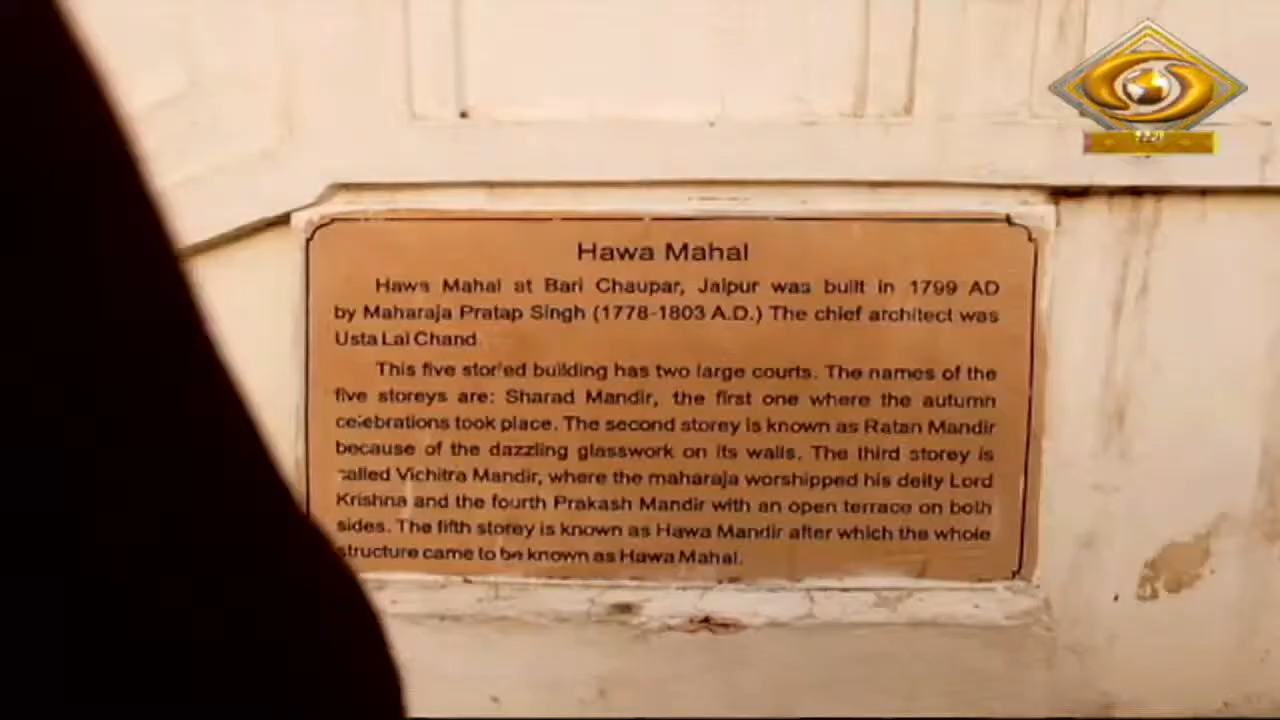 Hawa Mahal
Hawa Mahal at Bari Chaupar, Jaipur was built in 1799 AD
by Maharaja Pratap Singh (1778-1803 A.D.) The chief architect was
Usta Lal Chand
This five storied building has two large courts. The names of the
five storeys are: Sharad Mandir, the first one where the autumn
celebrations took place. The second storey is known as Ratan Mandir
because of the dazzling glasswork on its walls. The third storey is
called Vichitra Mandir, where the maharaja worshipped his deity Lord
Krishna and the fourth Prakash Mandir with an open terrace on both
sides. The fifth storey is known as Hawa Mandir after which the whole
structure came to be known as Hawa Mahal.